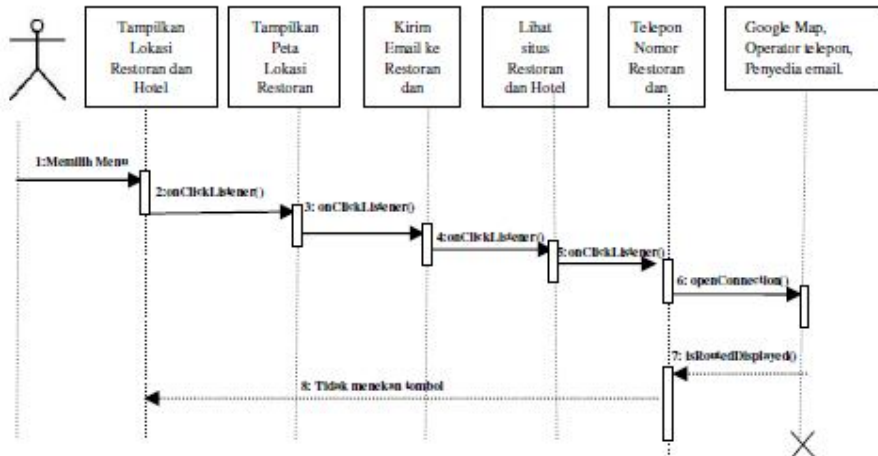 Tampilkan
Lokasi
Restoran dan
Hotel
Tampilkan
Peta
Lokasi
Restoran
Kirim
Email ke
Restoran
dan
Lihat
situs
Restoran
dan Hotel
Telepon
Nomor
Restoran
dan
Google Map,
Operator telepon,
Penyedia email.
1:Memilih Menu
2:onClickListener()
3: onClickListener()
4:onClickListener()
5:onClickListener()
6: openConnection()
7: isRoutedDisplayed()
8: Tidak menekan tombol